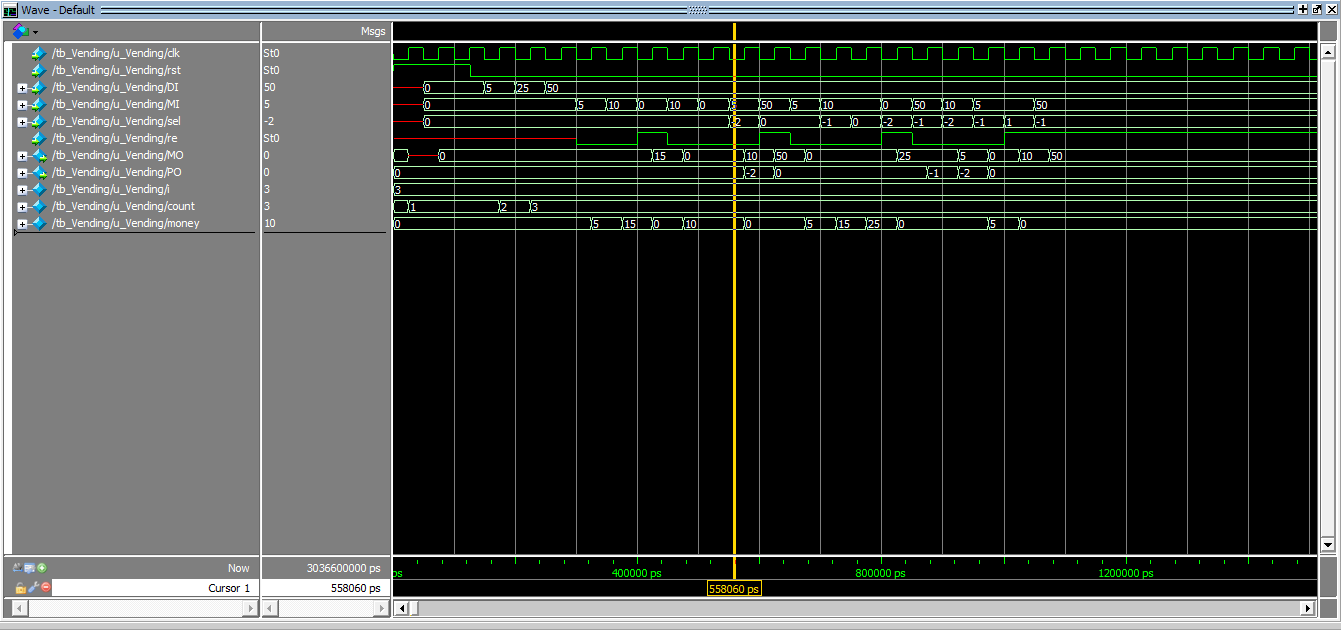 Wave - Default
Msgs
/tb_Vending/u_Vending/clk St0
/tb_Vending/u_Vending/rst St0
/tb_Vending/u_Vending/DI 50 0 5 25 50
/tb_Vending/u_Vending/MI 5 0 5 10 0 10 0 50 5 10 0 50 10 5 50
/tb_Vending/u_Vending/sel -2 0 -2 0 -1 0 -2 -1 -2 -1 1 -1
/tb_Vending/u_Vending/re St0
/tb_Vending/u_Vending/MO 0 0 15 0 10 50 0 25 5 0 10 50
/tb_Vending/u_Vending/PO 0 0 -2 0 -1 -2 0
/tb_Vending/u_Vending/i 3 3
/tb_Vending/u_Vending/count 3 0 1 2 3
/tb_Vending/u_Vending/money 10 0 5 15 0 10 0 5 15 25 0 5 0
Now 3036600000 ps ps 400000 ps 800000 ps 1200000 ps
Cursor 1 558060 ps 558060 ps